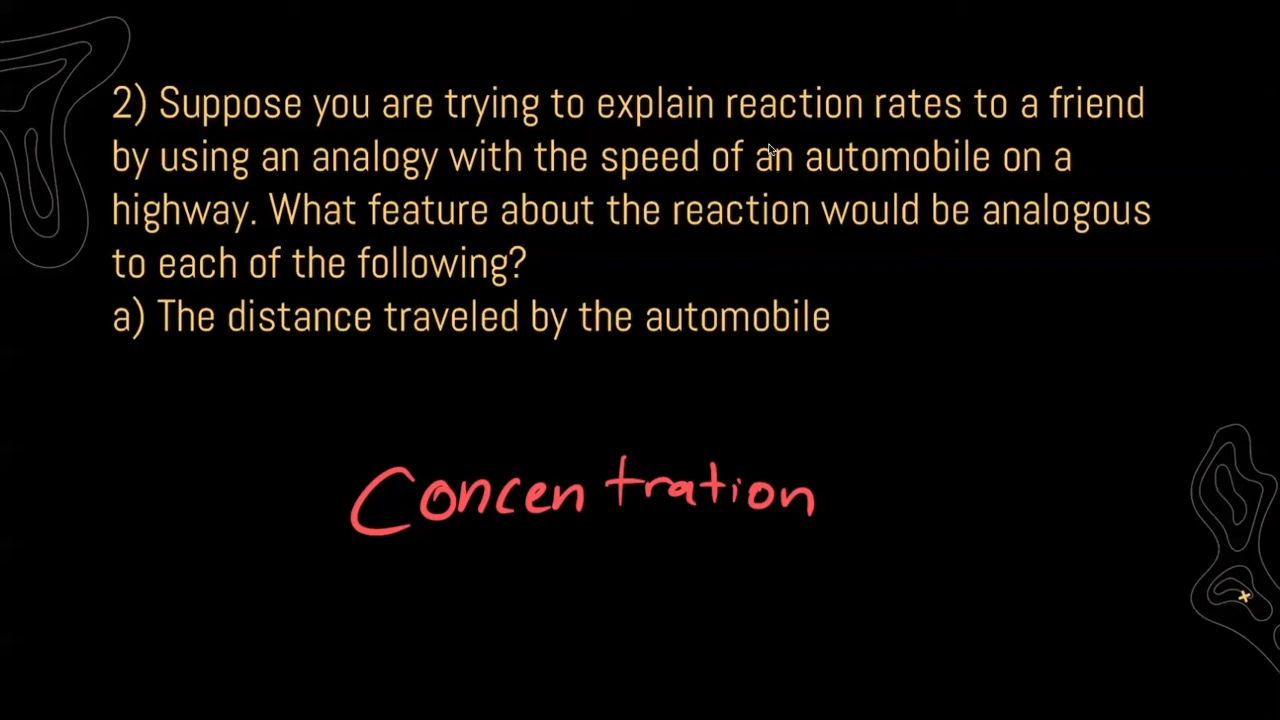 2) Suppose you are trying to explain reaction rates to a friend
by using an analogy with the speed of an automobile on a
highway. What feature about the reaction would be analogous
to each of the following?
a) The distance traveled by the automobile
Concentration